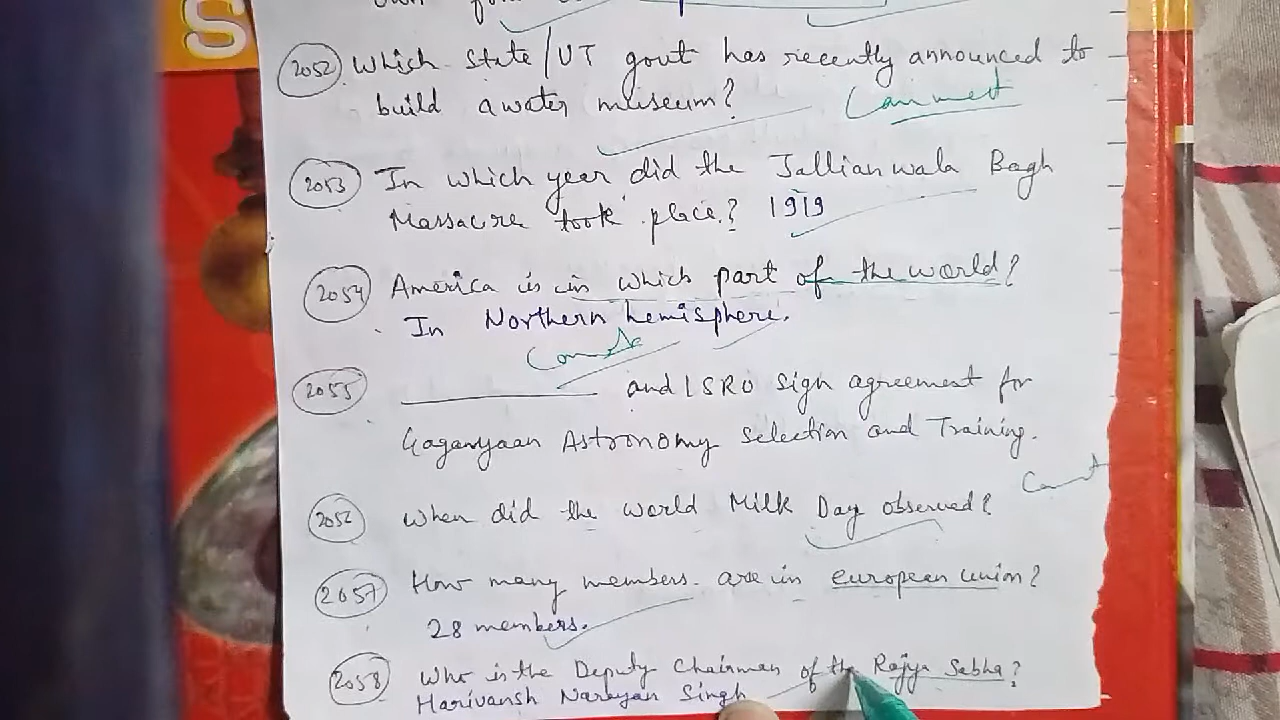 S
2052 Which State/UT govt has recently announced to
build a water museum? Comment
2053 In which year did the Jallianwala Bagh
Massacre took place? 1919
2054 America is in which part of the world?
In Northern hemisphere.
2055 ________ and ISRO sign agreement for
Gaganyaan Astronomy Selection and Training.
2056 When did the world Milk Day observed?
2057 How many members are in european union?
28 members.
2058 Who is the Deputy Chairman of the Rajya Sabha?
Harivansh Narayan Singh